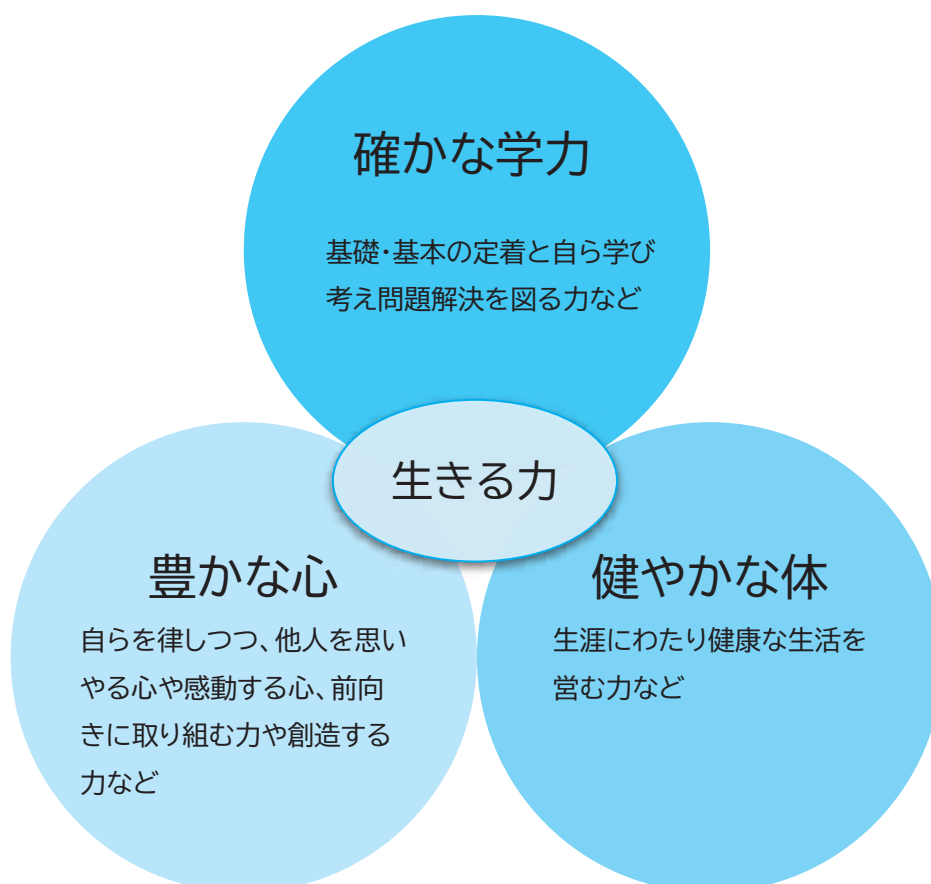 確かな学力
基礎・基本の定着と自ら学び
考え問題解決を図る力など
生きる力
豊かな心
自らを律しつつ、他人を思い
やる心や感動する心、前向
きに取り組む力や創造する
力など
健やかな体
生涯にわたり健康な生活を
営む力など